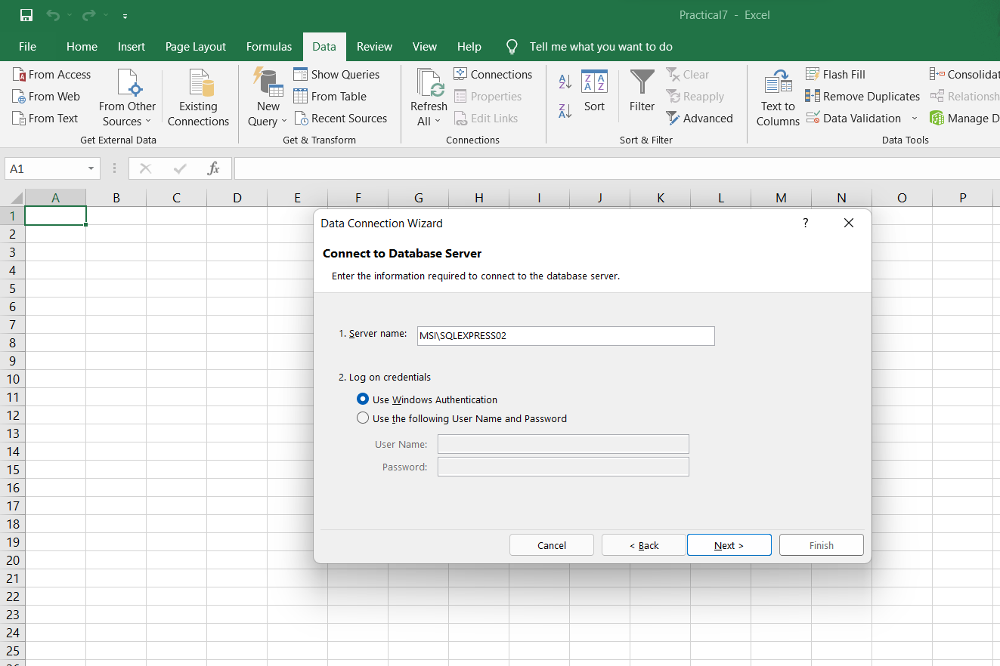 Practical7 - Excel
File Home Insert Page Layout Formulas Data Review View Help Tell me what you want to do
From Access
From Web
From Text
From Other
Sources
Existing
Connections
Get External Data
New
Query
Show Queries
From Table
Recent Sources
Get & Transform
Refresh
All
Connections
Properties
Edit Links
Connections
A
Z
Z
A
Z A
A Z
Sort
Filter
Clear
Reapply
Advanced
Sort & Filter
Text to
Columns
Flash Fill
Remove Duplicates
Data Validation
Consolidat
Relationsh
Manage D
Data Tools
A1
fx
A B C D E F G H I J K L M N O P
1
2
3
4
5
6
7
8
9
10
11
12
13
14
15
16
17
18
19
20
21
22
23
24
25
Data Connection Wizard ?
Connect to Database Server
Enter the information required to connect to the database server.
1. Server name: MSI\SQLEXPRESS02
2. Log on credentials
Use Windows Authentication
Use the following User Name and Password
User Name:
Password:
Cancel < Back Next > Finish